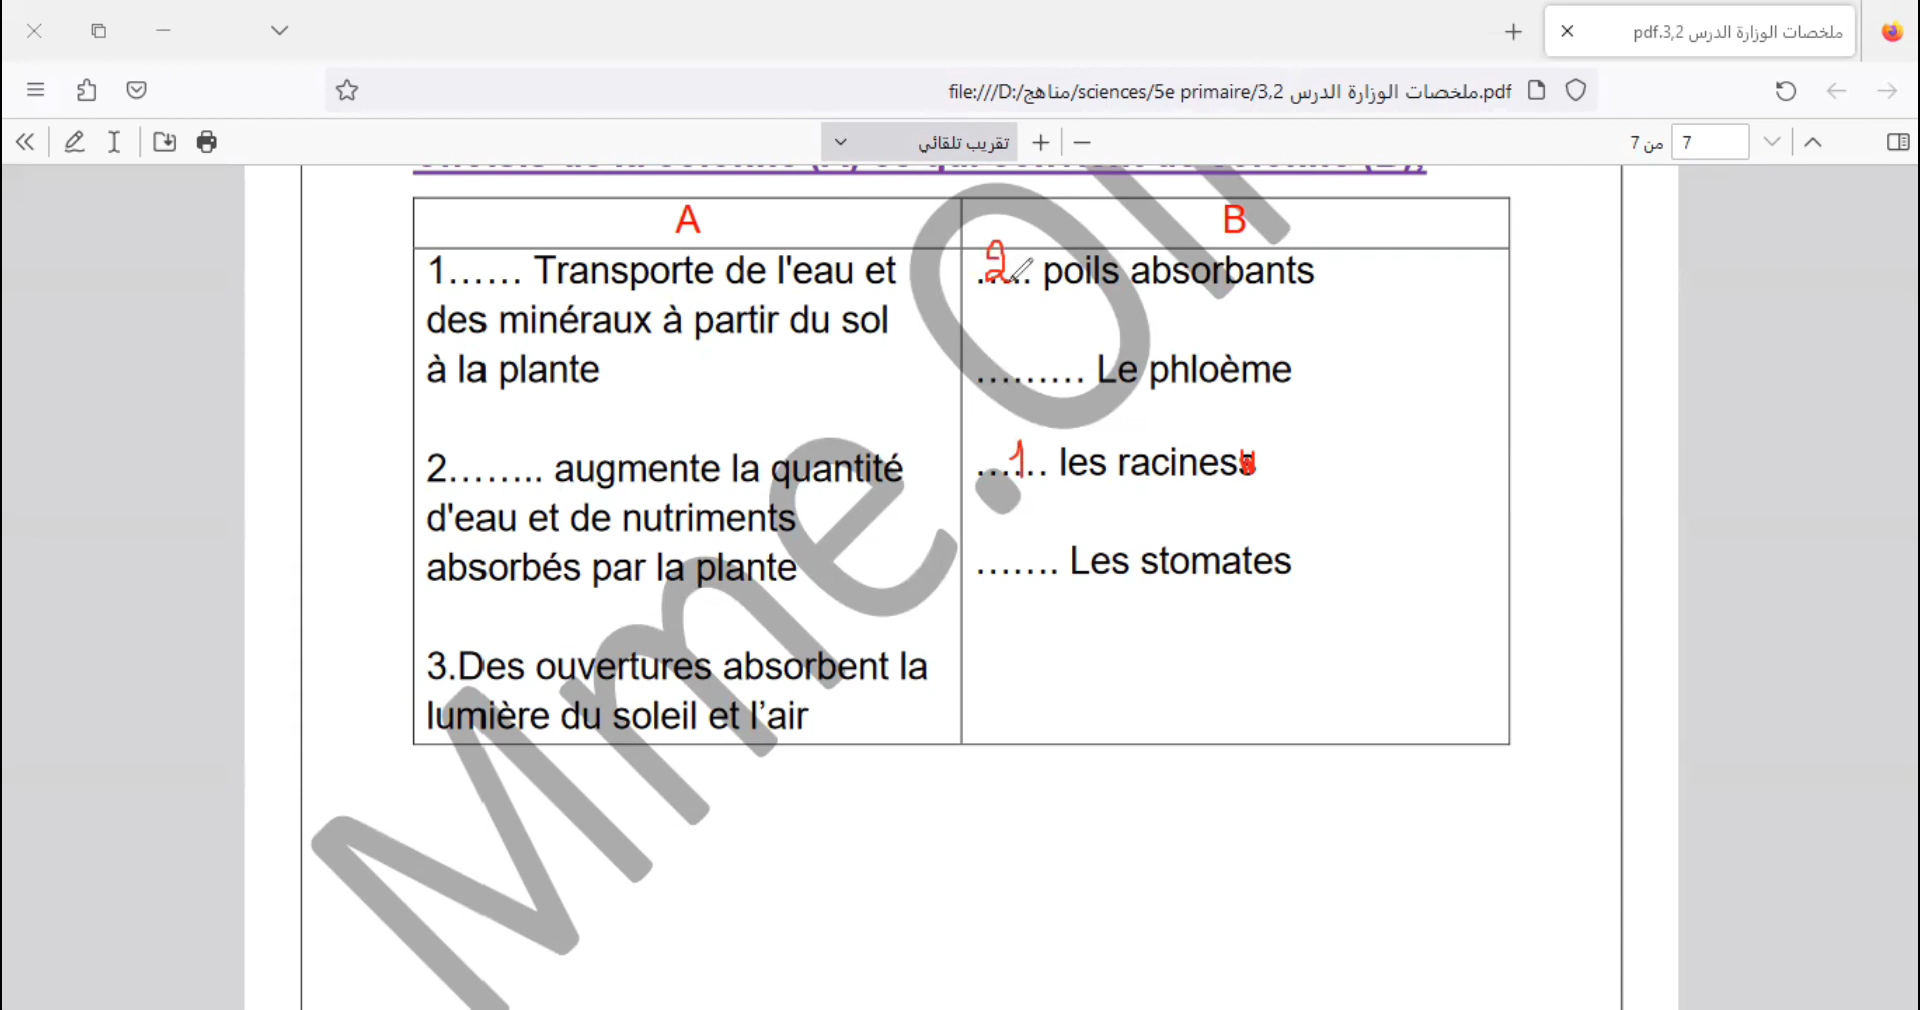 ملخصات الوزارة الدرس 3,2.pdf
file:///D:/مناهج/sciences/5e primaire/3,2 ملخصات الوزارة الدرس.pdf
تقريب تلقائي
7 من 7
A
B
1...... Transporte de l'eau et
des minéraux à partir du sol
à la plante
2........ augmente la quantité
d'eau et de nutriments
absorbés par la plante
3.Des ouvertures absorbent la
lumière du soleil et l’air
..2... poils absorbants
......... Le phloème
...1... les racines
....... Les stomates
Mme.Ol